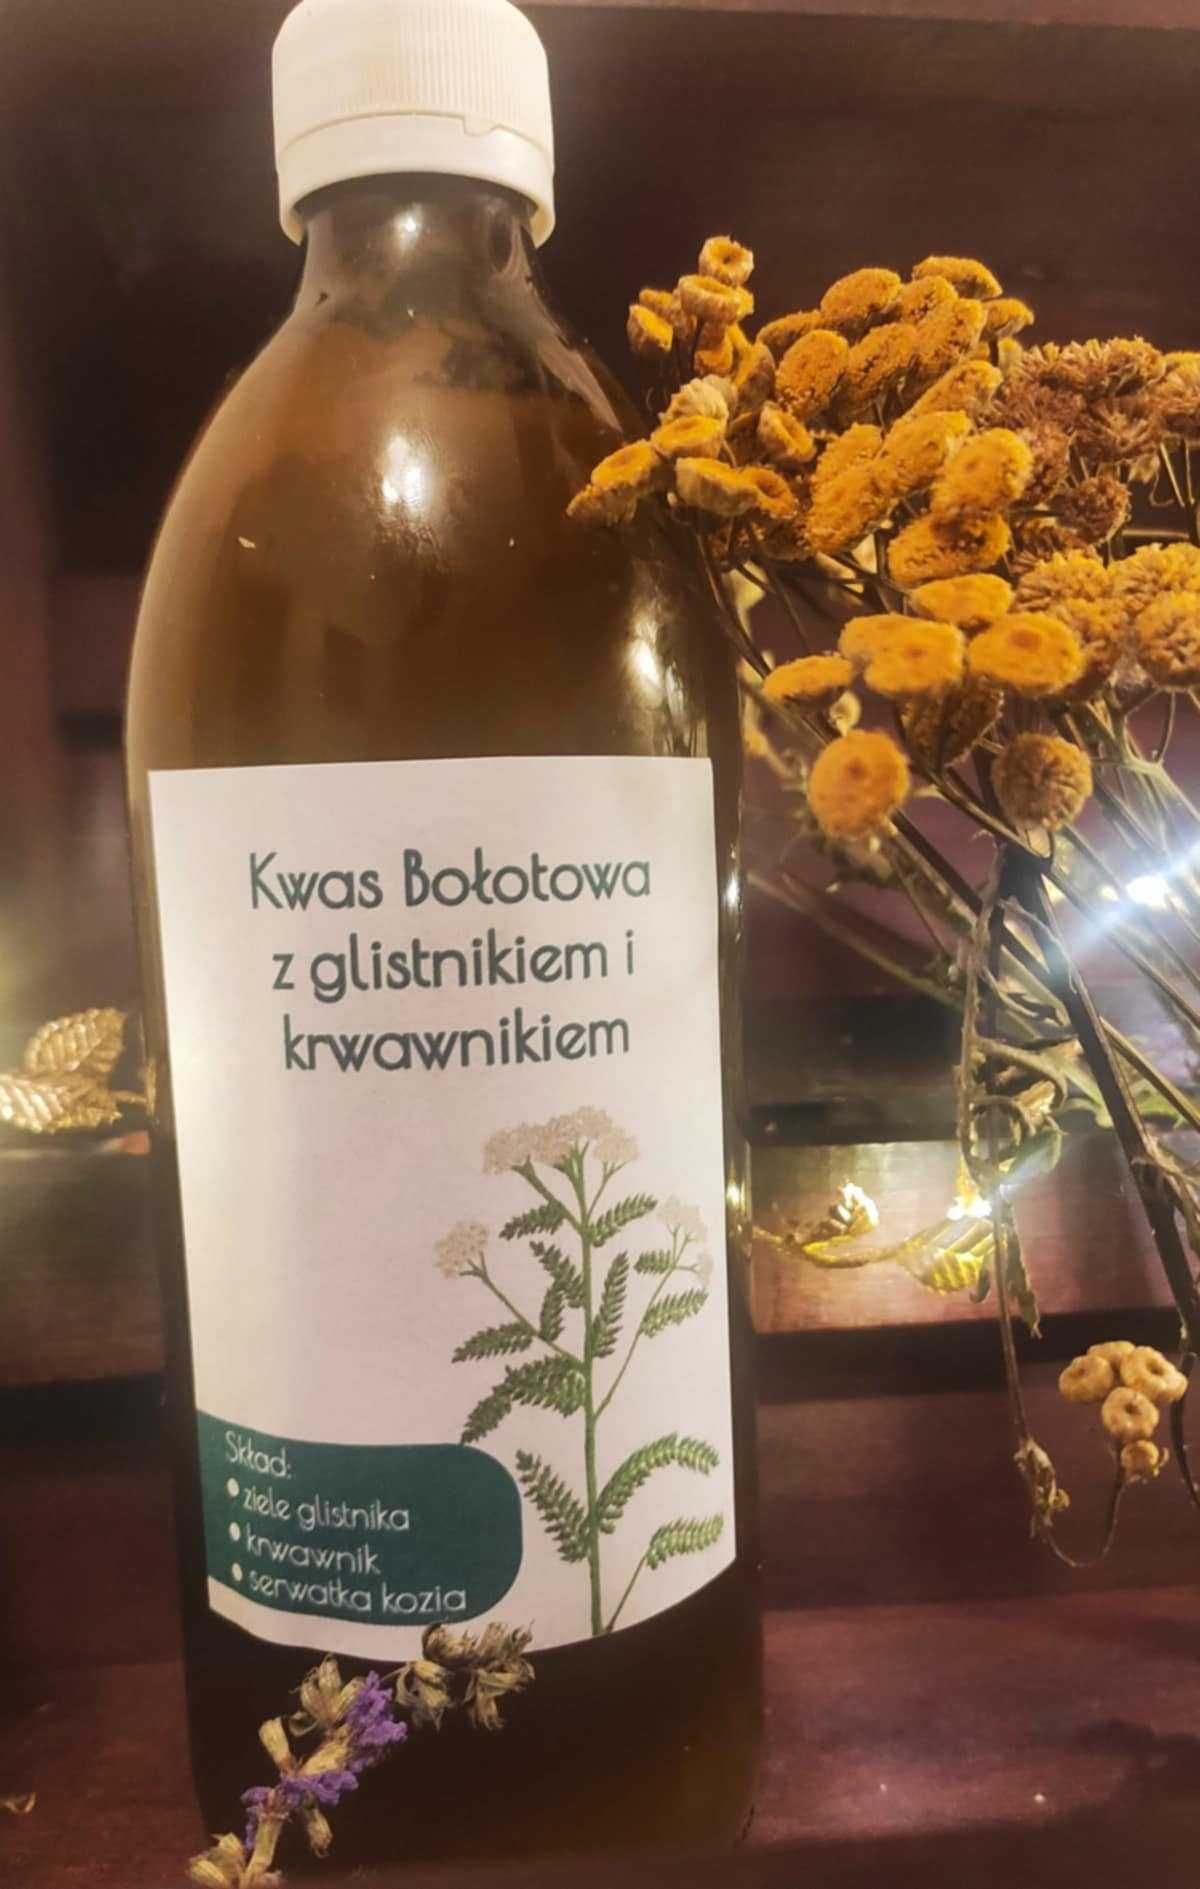 Kwas Bołotowa
z glistnikiem i
krwawnikiem
Skład:
• ziele glistnika
• krwawnik
• serwatka kozia